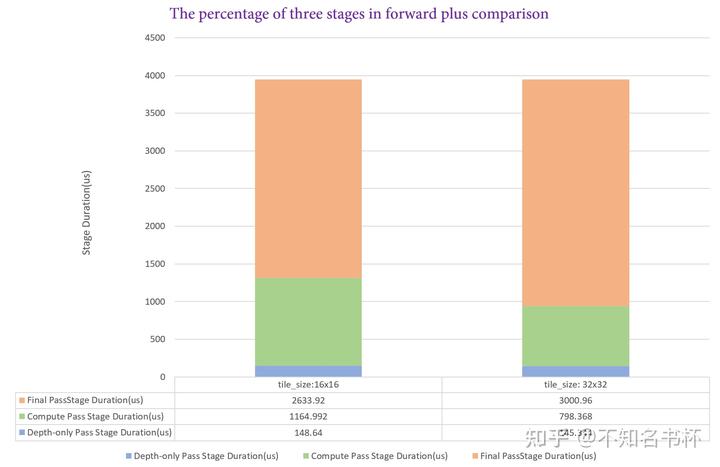 The percentage of three stages in forward plus comparison
4500
4000
3500
3000
2500
2000
1500
1000
500
0
Stage Duration(us)
tile_size:16x16
tile_size: 32x32
Final PassStage Duration(us)
2633.92
3000.96
Compute Pass Stage Duration(us)
1164.992
798.368
Depth-only Pass Stage Duration(us)
148.64
知乎 @不知名书杯
Depth-only Pass Stage Duration(us)
Compute Pass Stage Duration(us)
Final PassStage Duration(us)